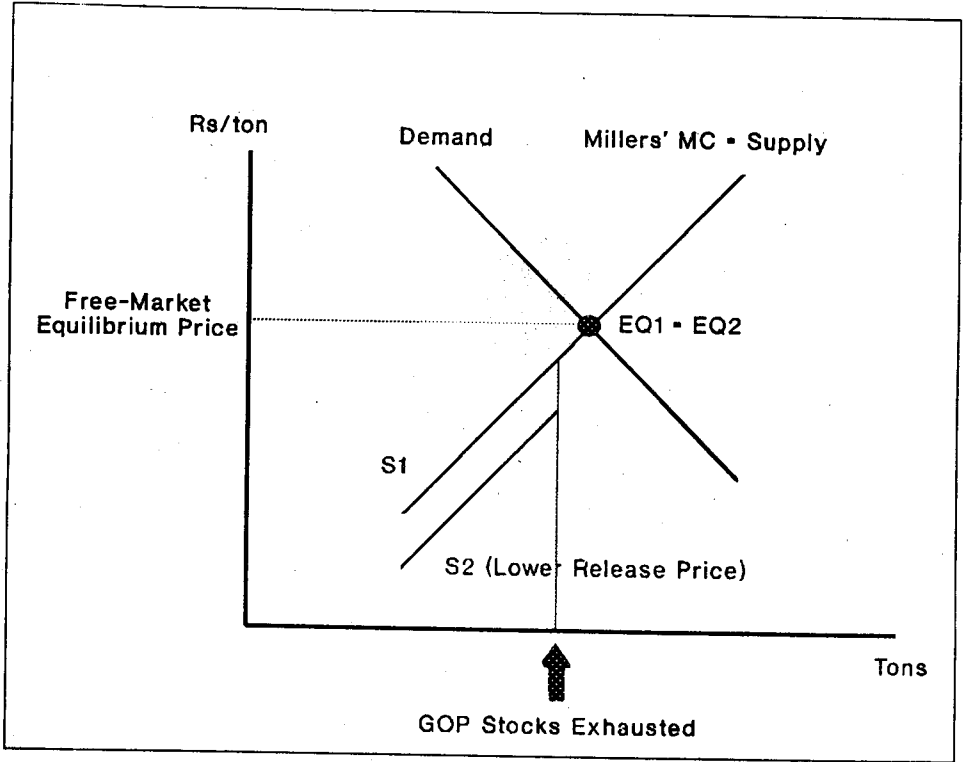 Rs/ton
Demand
Millers' MC = Supply
Free-Market
Equilibrium Price
EQ1 = EQ2
S1
S2 (Lower Release Price)
Tons
GOP Stocks Exhausted